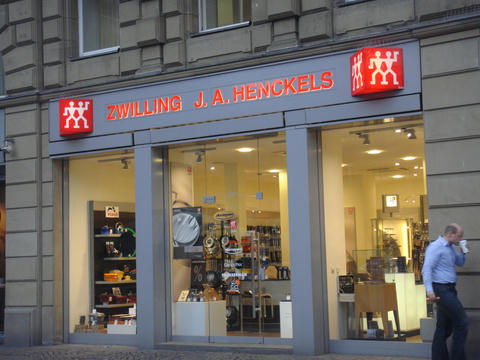 ZWILLING J. A. HENCKELS